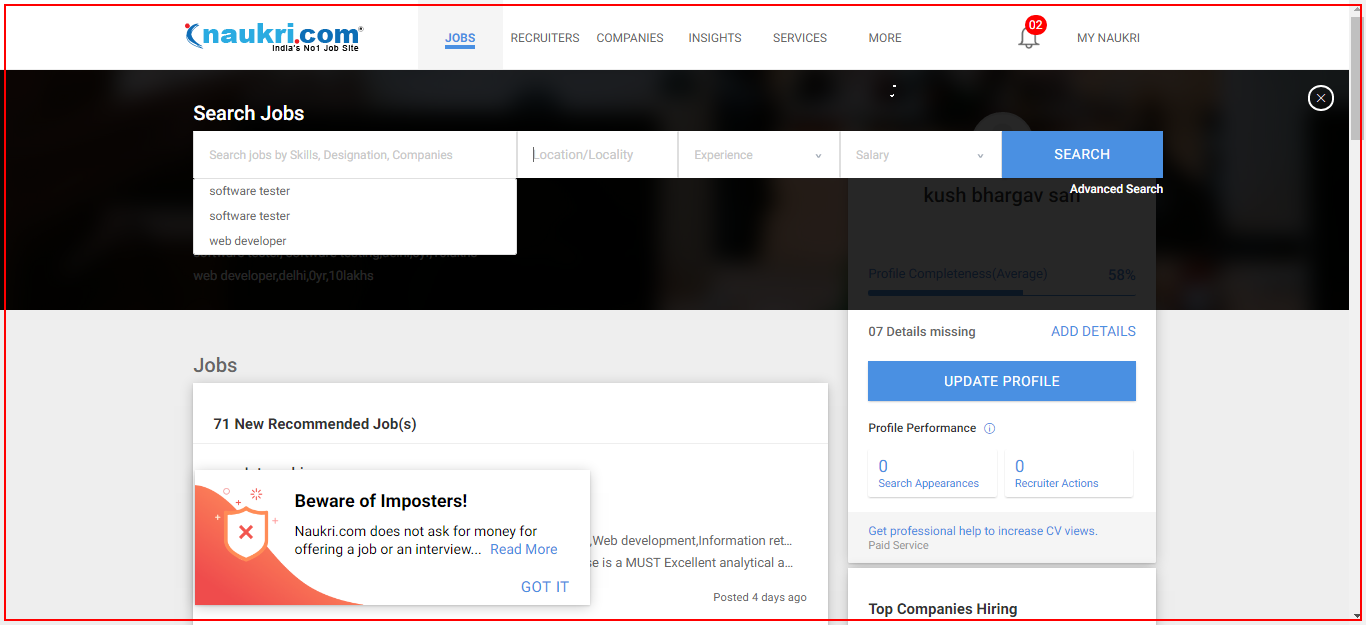 naukri.com
India's No1 Job Site
JOBS
RECRUITERS
COMPANIES
INSIGHTS
SERVICES
MORE
02
MY NAUKRI
Search Jobs
Search jobs by Skills, Designation, Companies
Location/Locality
Experience
Salary
SEARCH
Advanced Search
software tester
software tester
web developer
web developer,delhi,0yr,10lakhs
kush bhargav san
Profile Completeness(Average)
58%
07 Details missing
ADD DETAILS
UPDATE PROFILE
Profile Performance
0
Search Appearances
0
Recruiter Actions
Get professional help to increase CV views.
Paid Service
Top Companies Hiring
Jobs
71 New Recommended Job(s)
Beware of Imposters!
Naukri.com does not ask for money for
offering a job or an interview... Read More
GOT IT
,Web development,Information ret...
se is a MUST Excellent analytical a...
Posted 4 days ago